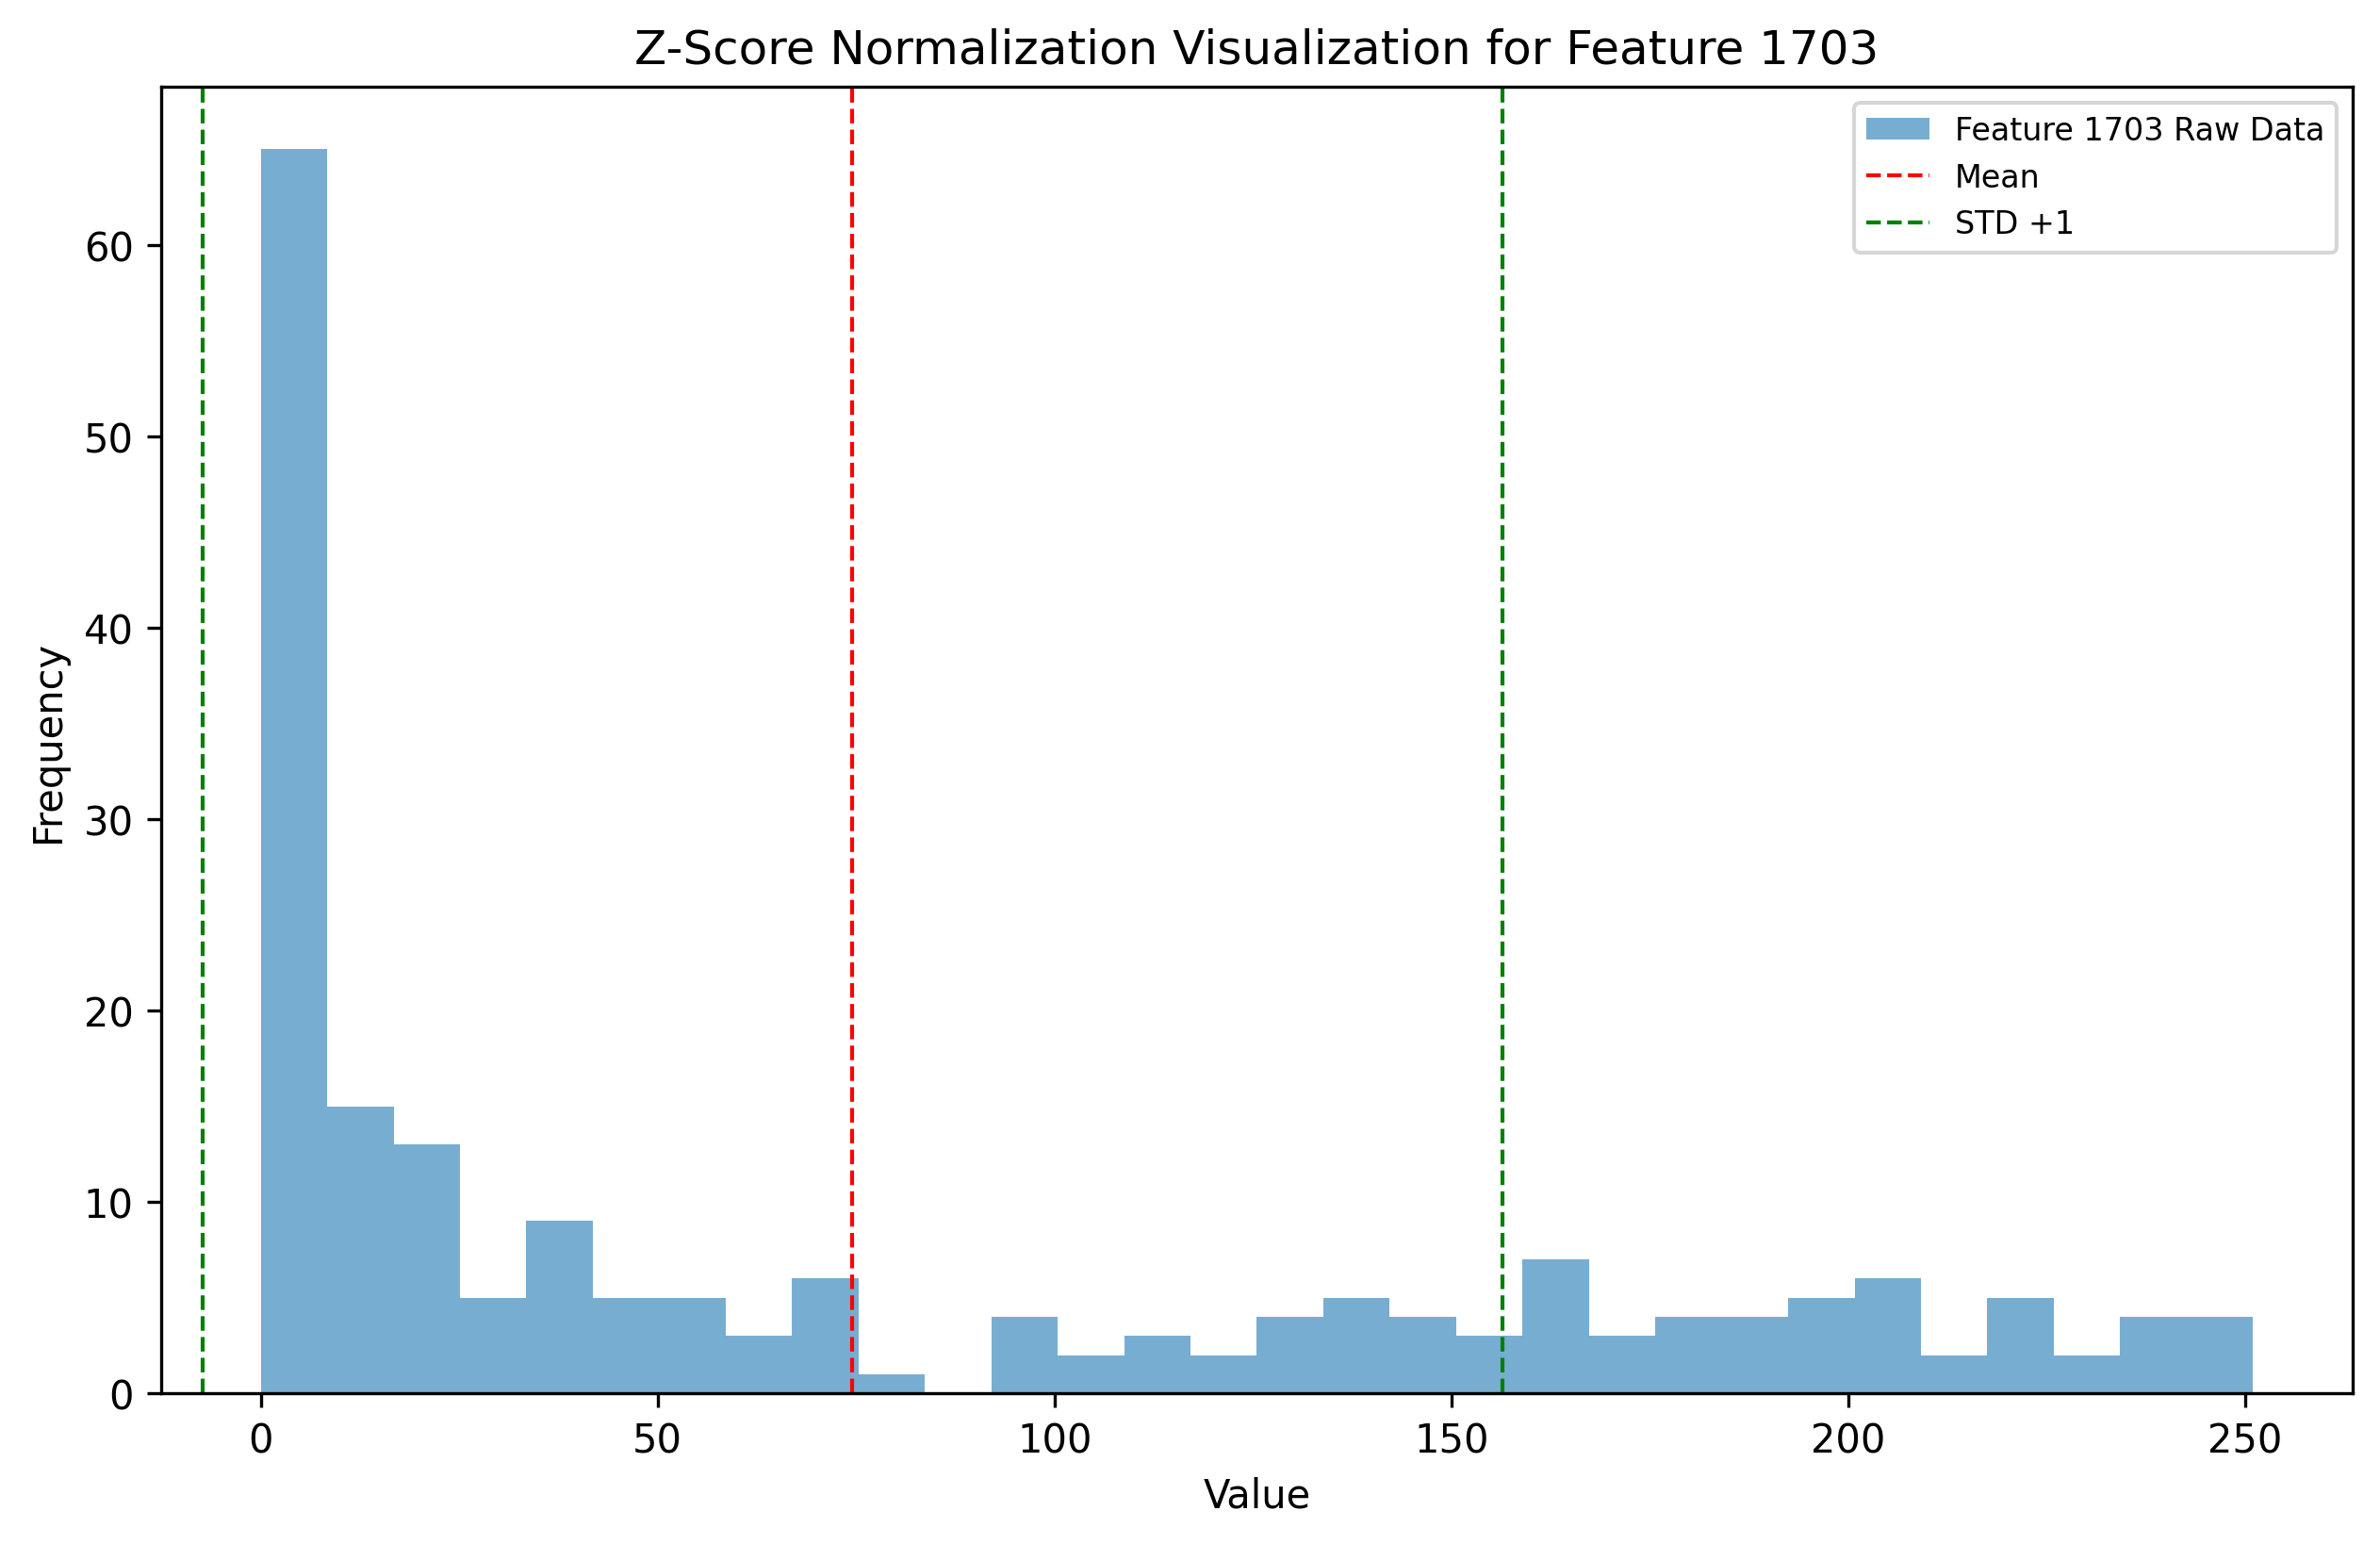 Z-Score Normalization Visualization for Feature 1703
Feature 1703 Raw Data
Mean
STD +1
Frequency
60
50
40
30
20
10
0
0 50 100 150 200 250
Value